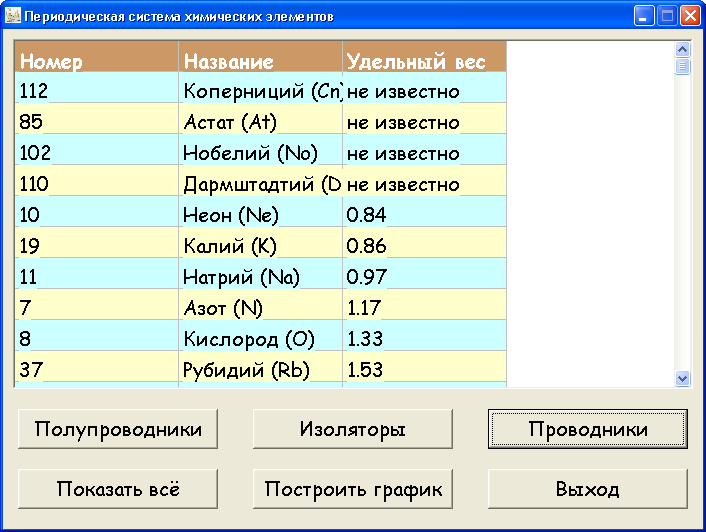 Периодическая система химических элементов
Номер Название Удельный вес
112 Коперниций (Cn) не известно
85 Астат (At) не известно
102 Нобелий (No) не известно
110 Дармштадтий (D не известно
10 Неон (Ne) 0.84
19 Калий (K) 0.86
11 Натрий (Na) 0.97
7 Азот (N) 1.17
8 Кислород (O) 1.33
37 Рубидий (Rb) 1.53
Полупроводники Изоляторы Проводники
Показать всё Построить график Выход